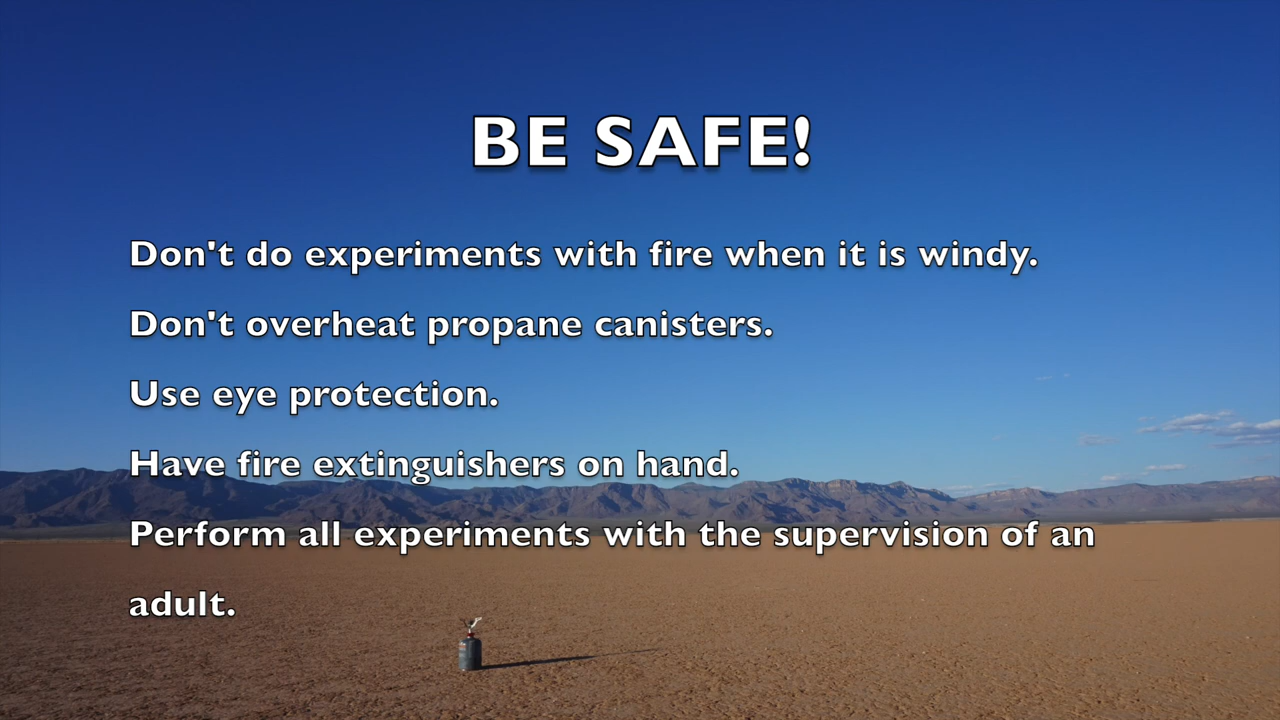 BE SAFE!
Don't do experiments with fire when it is windy.
Don't overheat propane canisters.
Use eye protection.
Have fire extinguishers on hand.
Perform all experiments with the supervision of an
adult.